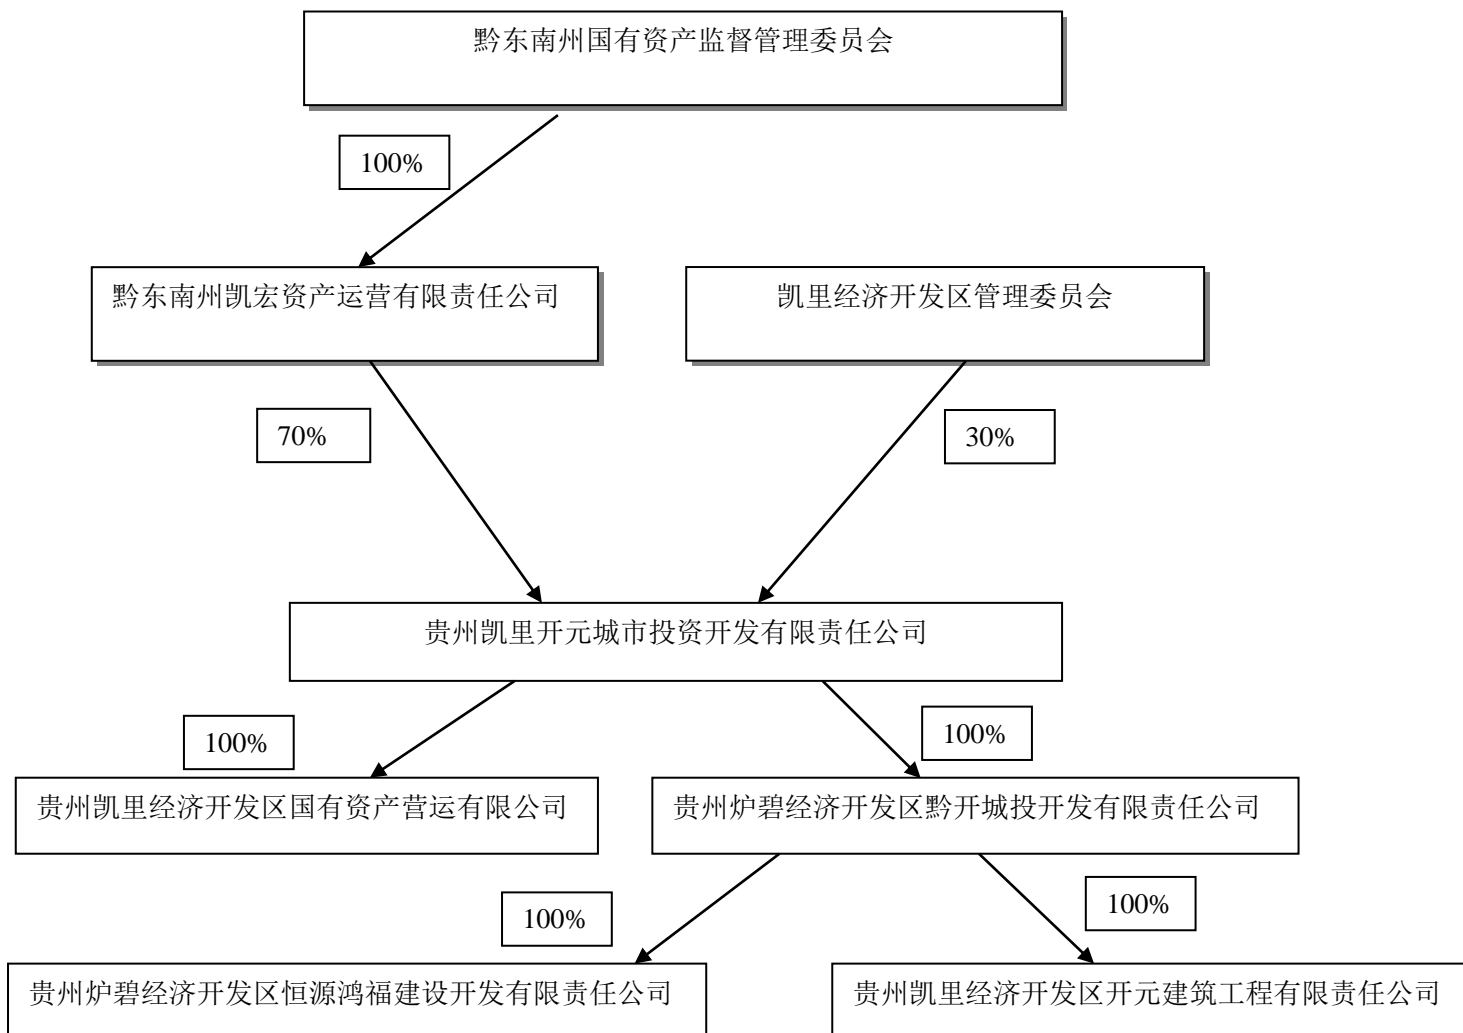 黔东南州国有资产监督管理委员会
100%
黔东南州凯宏资产运营有限责任公司
凯里经济开发区管理委员会
70%
30%
贵州凯里开元城市投资开发有限责任公司
100%
100%
贵州凯里经济开发区国有资产营运有限公司
贵州炉碧经济开发区黔开城投开发有限责任公司
100%
100%
贵州炉碧经济开发区恒源鸿福建设开发有限责任公司
贵州凯里经济开发区开元建筑工程有限责任公司